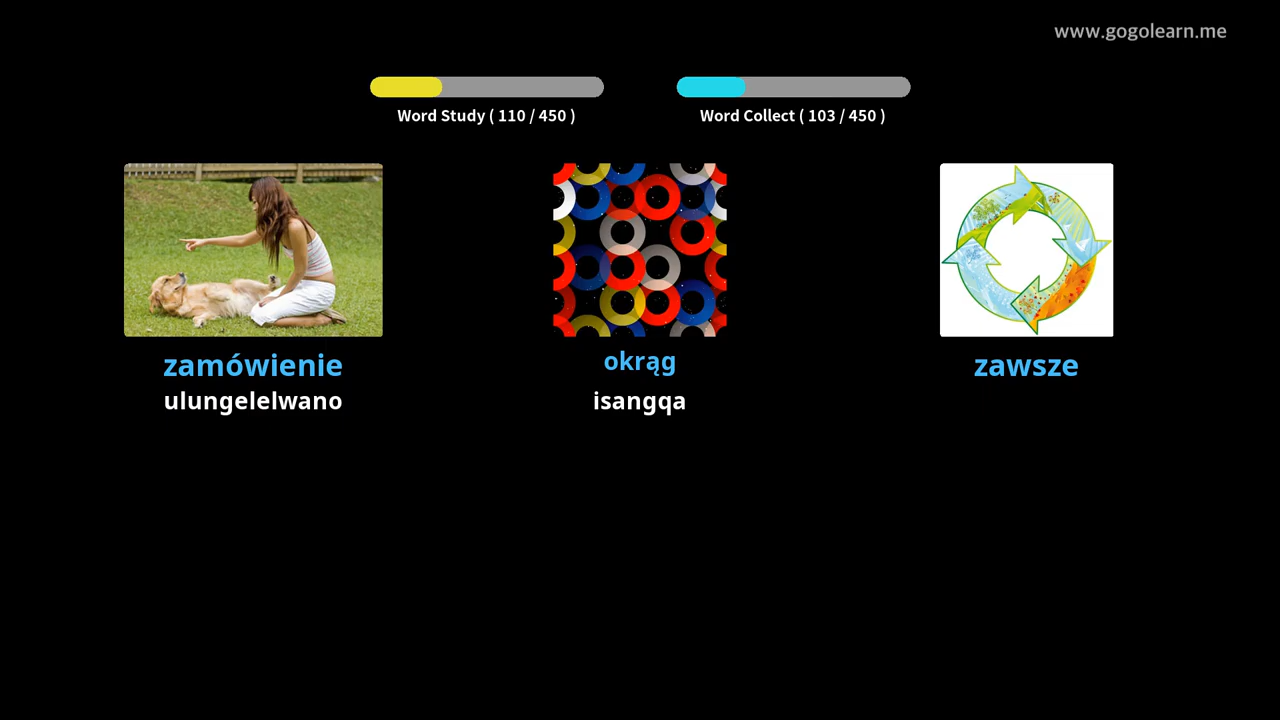 www.gogolearn.me
Word Study ( 110 / 450 )
Word Collect ( 103 / 450 )
zamówienie
okrąg
zawsze
ulungelelwano
isangqa